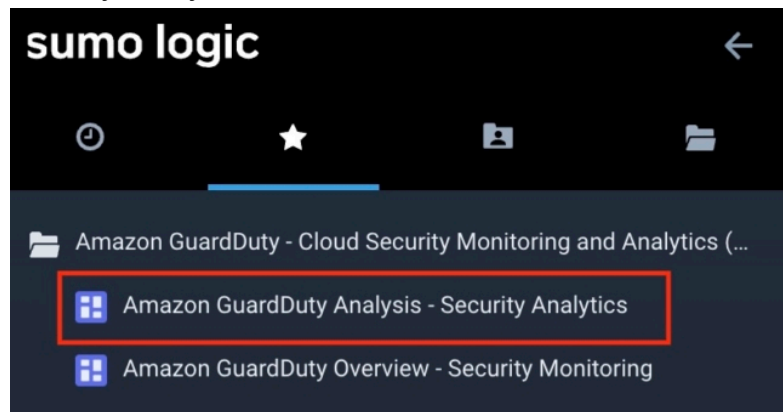 sumo logic
Amazon GuardDuty - Cloud Security Monitoring and Analytics (...
Amazon GuardDuty Analysis - Security Analytics
Amazon GuardDuty Overview - Security Monitoring